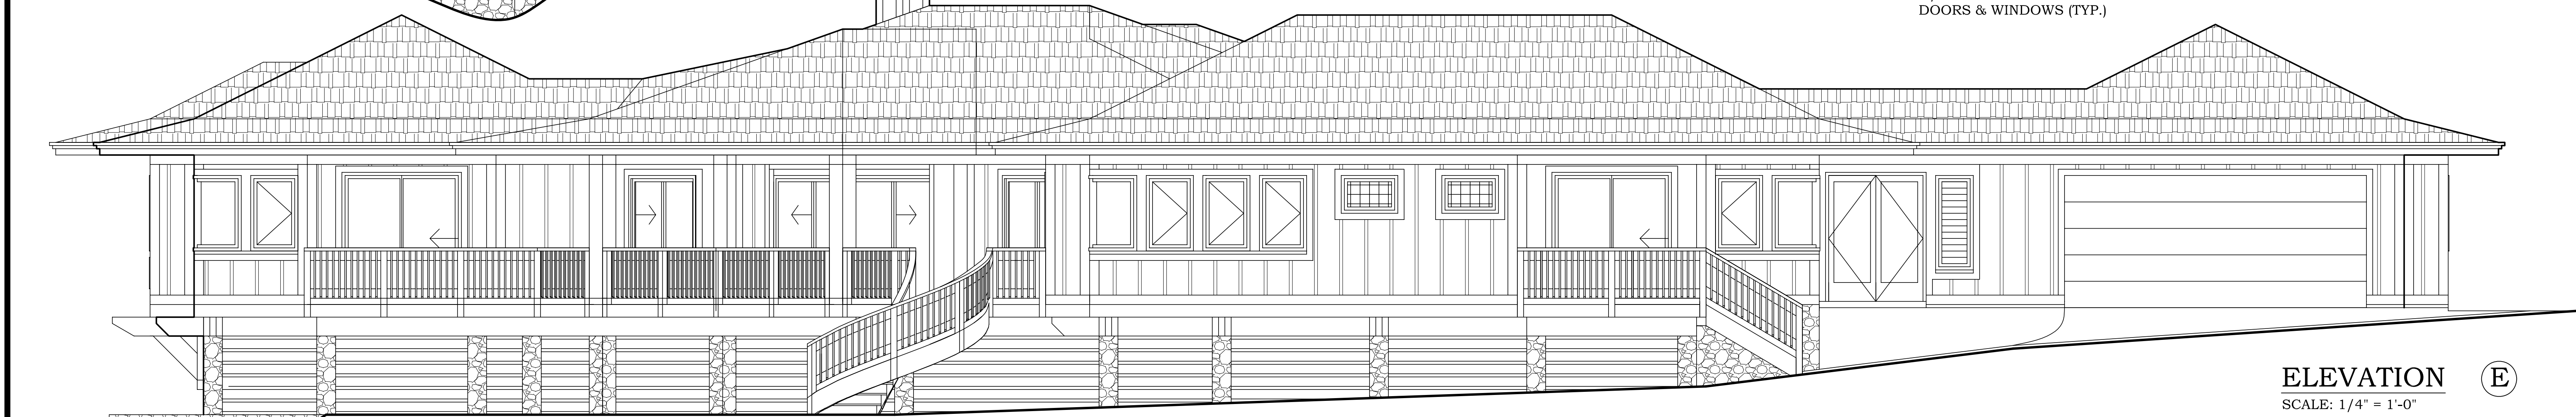 DOORS & WINDOWS (TYP.)
ELEVATION E
SCALE: 1/4" = 1'-0"